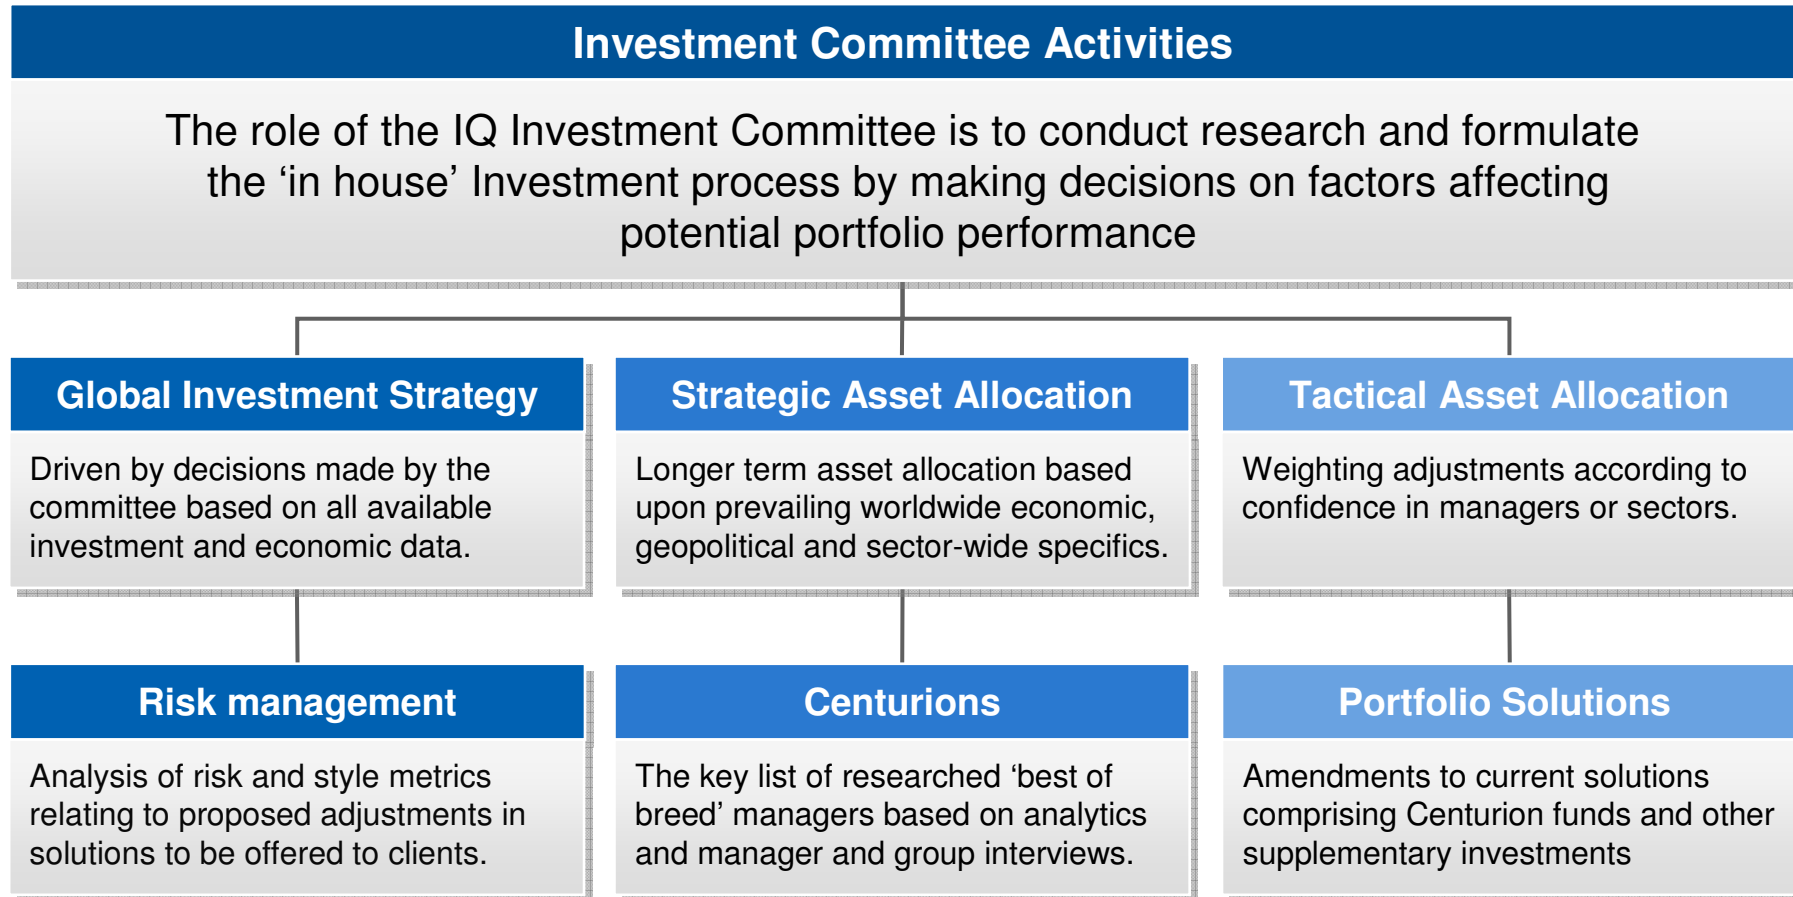 Investment Committee Activities
The role of the IQ Investment Committee is to conduct research and formulate
the ‘in house’ Investment process by making decisions on factors affecting
potential portfolio performance
Global Investment Strategy
Driven by decisions made by the
committee based on all available
investment and economic data.
Strategic Asset Allocation
Longer term asset allocation based
upon prevailing worldwide economic,
geopolitical and sector-wide specifics.
Tactical Asset Allocation
Weighting adjustments according to
confidence in managers or sectors.
Risk management
Analysis of risk and style metrics
relating to proposed adjustments in
solutions to be offered to clients.
Centurions
The key list of researched ‘best of
breed’ managers based on analytics
and manager and group interviews.
Portfolio Solutions
Amendments to current solutions
comprising Centurion funds and other
supplementary investments